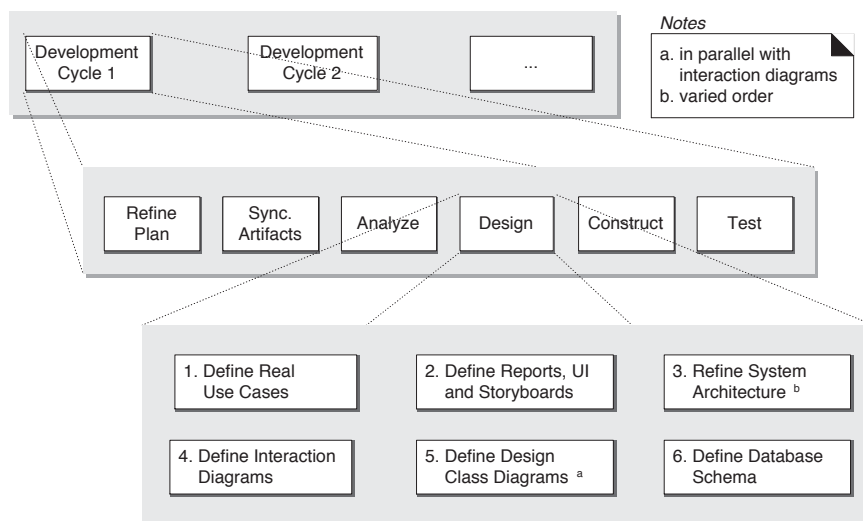 Development
Cycle 1
Development
Cycle 2
...
Notes
a. in parallel with
interaction diagrams
b. varied order
Refine
Plan
Sync.
Artifacts
Analyze
Design
Construct
Test
1. Define Real
Use Cases
2. Define Reports, UI
and Storyboards
3. Refine System
Architecture b
4. Define Interaction
Diagrams
5. Define Design
Class Diagrams a
6. Define Database
Schema